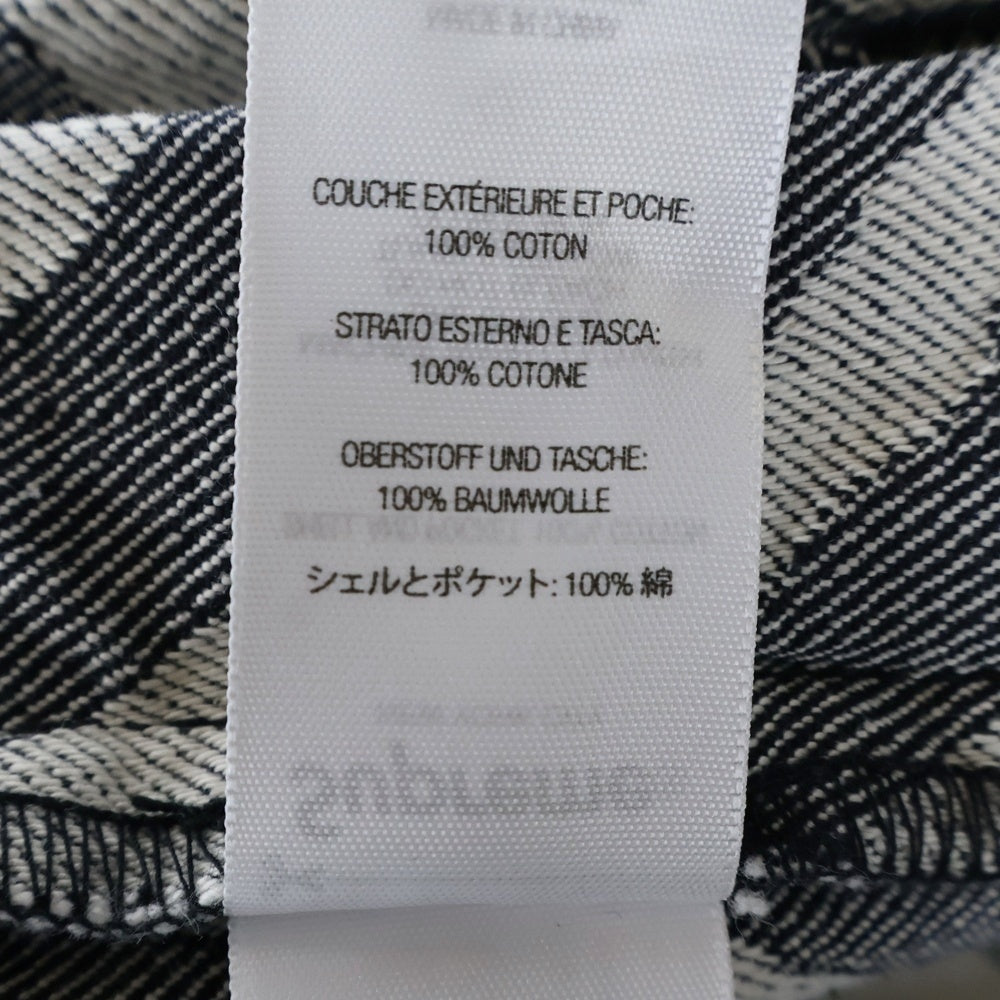 COUCHE EXTÉRIEURE ET POCHE:
100% COTON
STRATO ESTERNO E TASCA:
100% COTONE
OBERSTOFF UND TASCHE:
100% BAUMWOLLE
シェルとポケット: 100% 綿